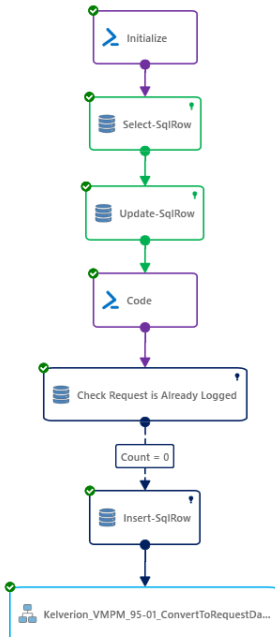 Initialize
Select-SqlRow
Update-SqlRow
Code
Check Request is Already Logged
Count = 0
Insert-SqlRow
Kelverion_VMPM_95-01_ConvertToRequestDa...